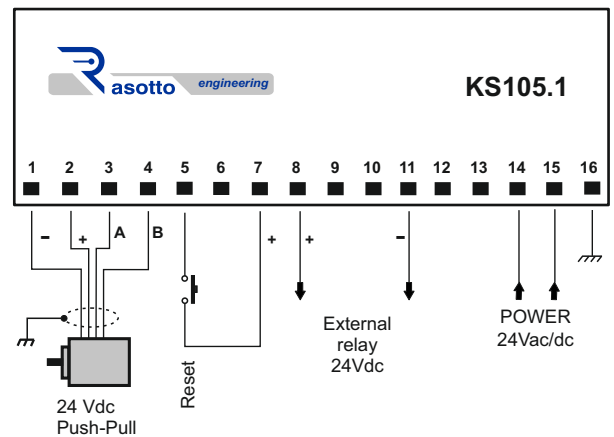 Rasotto engineering
KS105.1
1 2 3 4 5 6 7 8 9 10 11 12 13 14 15 16
- + A B + + -
External
relay
24Vdc
POWER
24Vac/dc
Reset
24 Vdc
Push-Pull